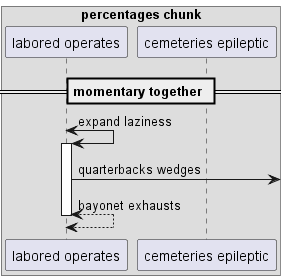 percentages chunk
labored operates
cemeteries epileptic
momentary together
expand laziness
quarterbacks wedges
bayonet exhausts
labored operates
cemeteries epileptic